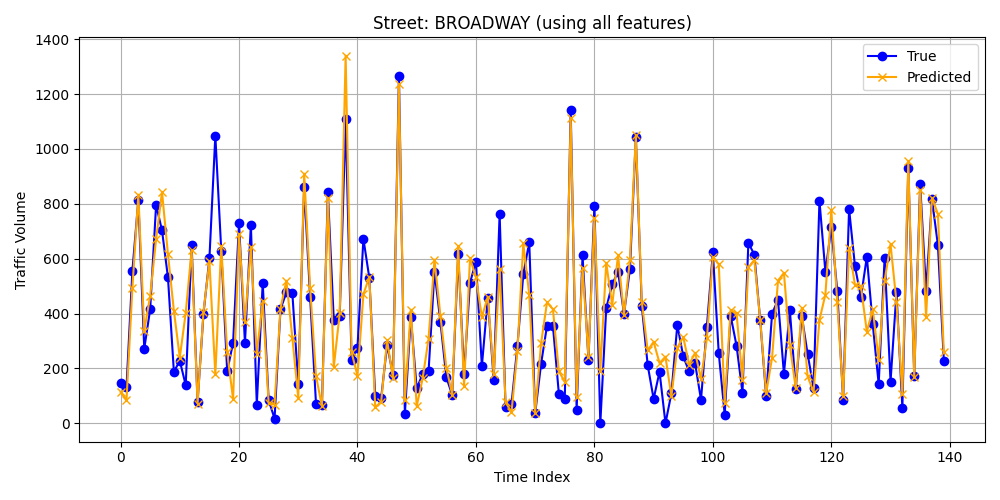 Street: BROADWAY (using all features)
True
Predicted
Traffic Volume
1400
1200
1000
800
600
400
200
0
0 20 40 60 80 100 120 140
Time Index